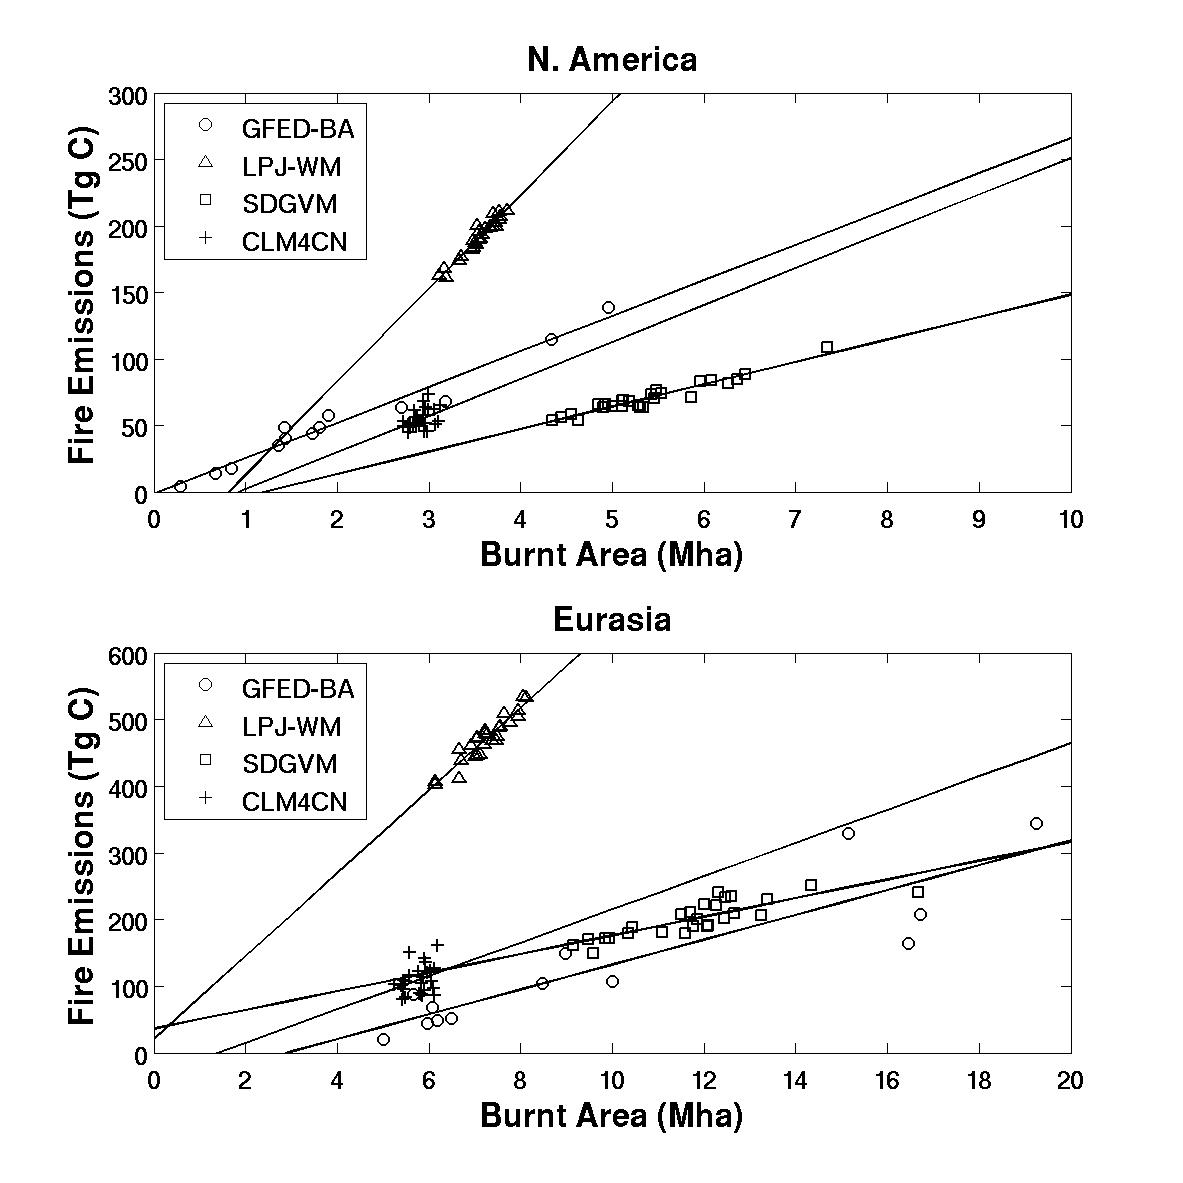 N. America
300
250
200
150
100
50
0
Fire Emissions (Tg C)
GFED-BA
LPJ-WM
SDGVM
CLM4CN
0 1 2 3 4 5 6 7 8 9 10
Burnt Area (Mha)
Eurasia
600
500
400
300
200
100
0
Fire Emissions (Tg C)
GFED-BA
LPJ-WM
SDGVM
CLM4CN
0 2 4 6 8 10 12 14 16 18 20
Burnt Area (Mha)